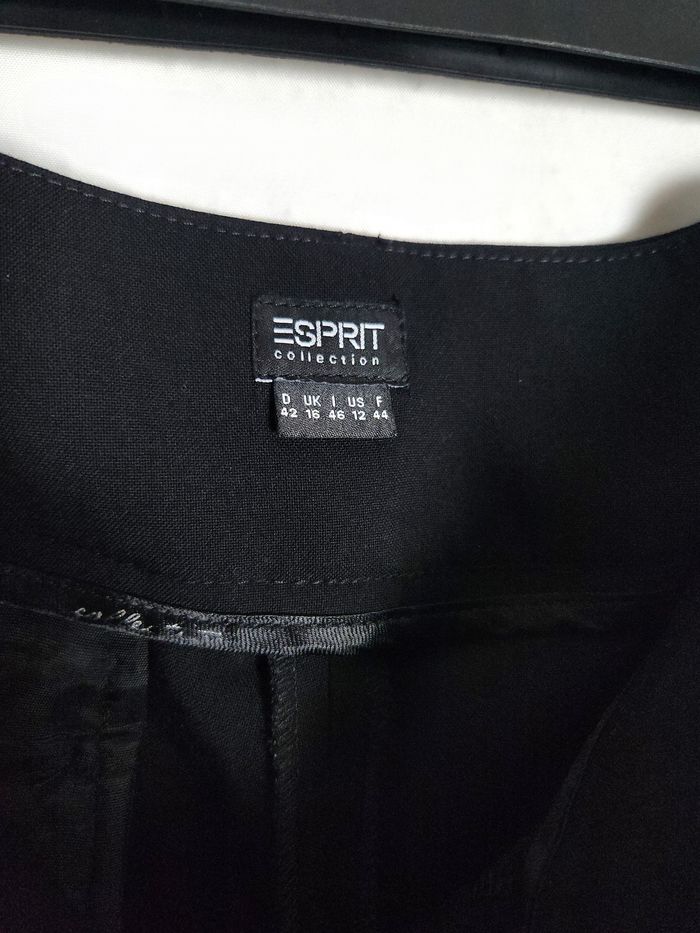 ESPRIT
collection
D UK I US F
42 16 46 12 44